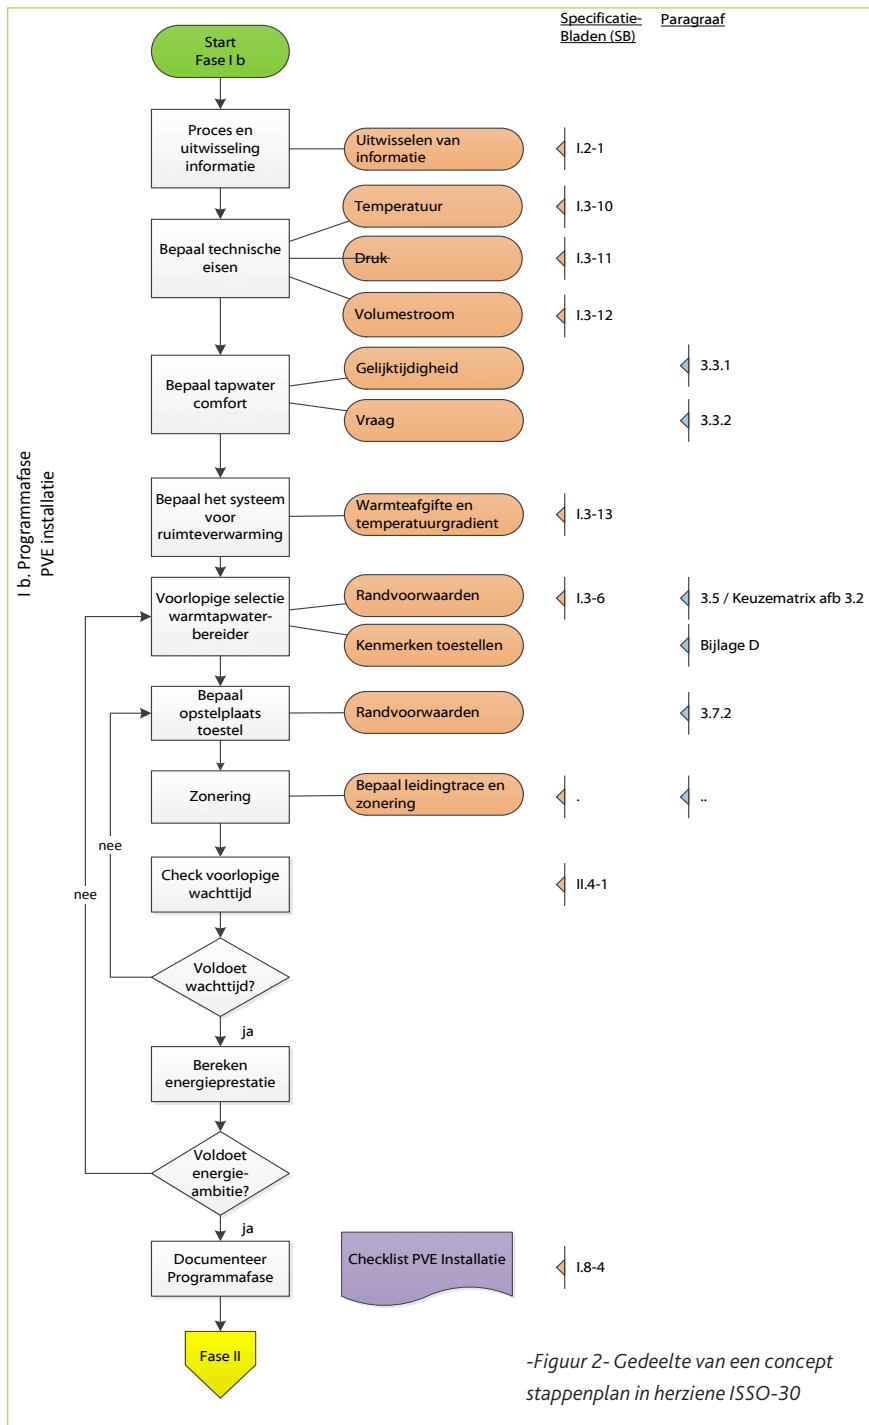 Specificatie-
Bladen (SB)
Paragraaf
Start
Fase I b
Proces en
uitwisseling
informatie
Uitwisselen van
informatie
I.2-1
Temperatuur
I.3-10
Bepaal technische
eisen
Druk
I.3-11
Volumestroom
I.3-12
Bepaal tapwater
comfort
Gelijktijdigheid
3.3.1
Vraag
3.3.2
I b. Programmafase
PVE installatie
Bepaal het systeem
voor
ruimteverwarming
Warmteafgifte en
temperatuurgradient
I.3-13
Voorlopige selectie
warmtapwater-
bereider
Randvoorwaarden
I.3-6
3.5 / Keuzematrix afb 3.2
Kenmerken toestellen
Bijlage D
Bepaal
opstelplaats
toestel
Randvoorwaarden
3.7.2
Zonering
Bepaal leidingtrace en
zonering
.
..
nee
nee
Check voorlopige
wachttijd
II.4-1
Voldoet
wachttijd?
ja
Bereken
energieprestatie
Voldoet
energie-
ambitie?
ja
Documenteer
Programmafase
Checklist PVE Installatie
I.8-4
Fase II
-Figuur 2- Gedeelte van een concept
stappenplan in herziene ISSO-30